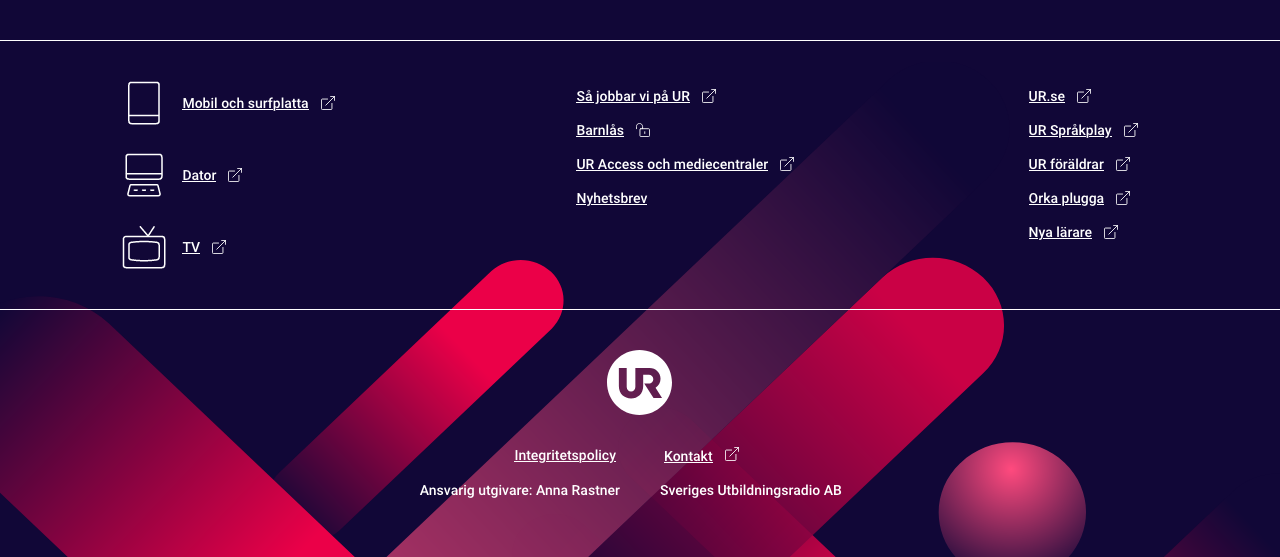 Mobil och surfplatta
Dator
TV
Så jobbar vi på UR
Barnlås
UR Access och mediecentraler
Nyhetsbrev
UR.se
UR Språkplay
UR föräldrar
Orka plugga
Nya lärare
UR
Integritetspolicy
Kontakt
Ansvarig utgivare: Anna Rastner
Sveriges Utbildningsradio AB